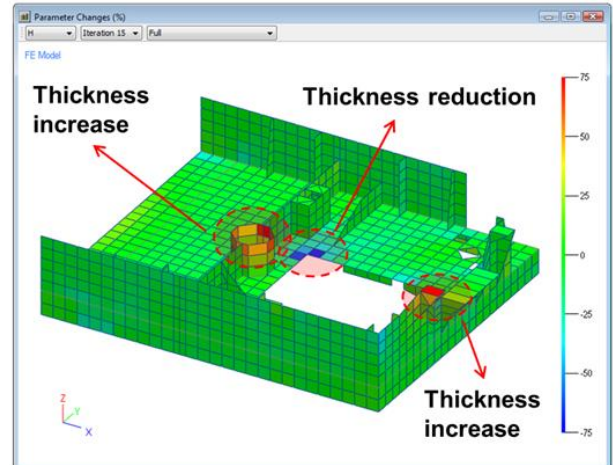 Parameter Changes (%)
H Iteration 15 Full
FE Model
Thickness
increase
Thickness reduction
75
50
25
0
-25
-50
-75
Z
Y
X
Thickness
increase